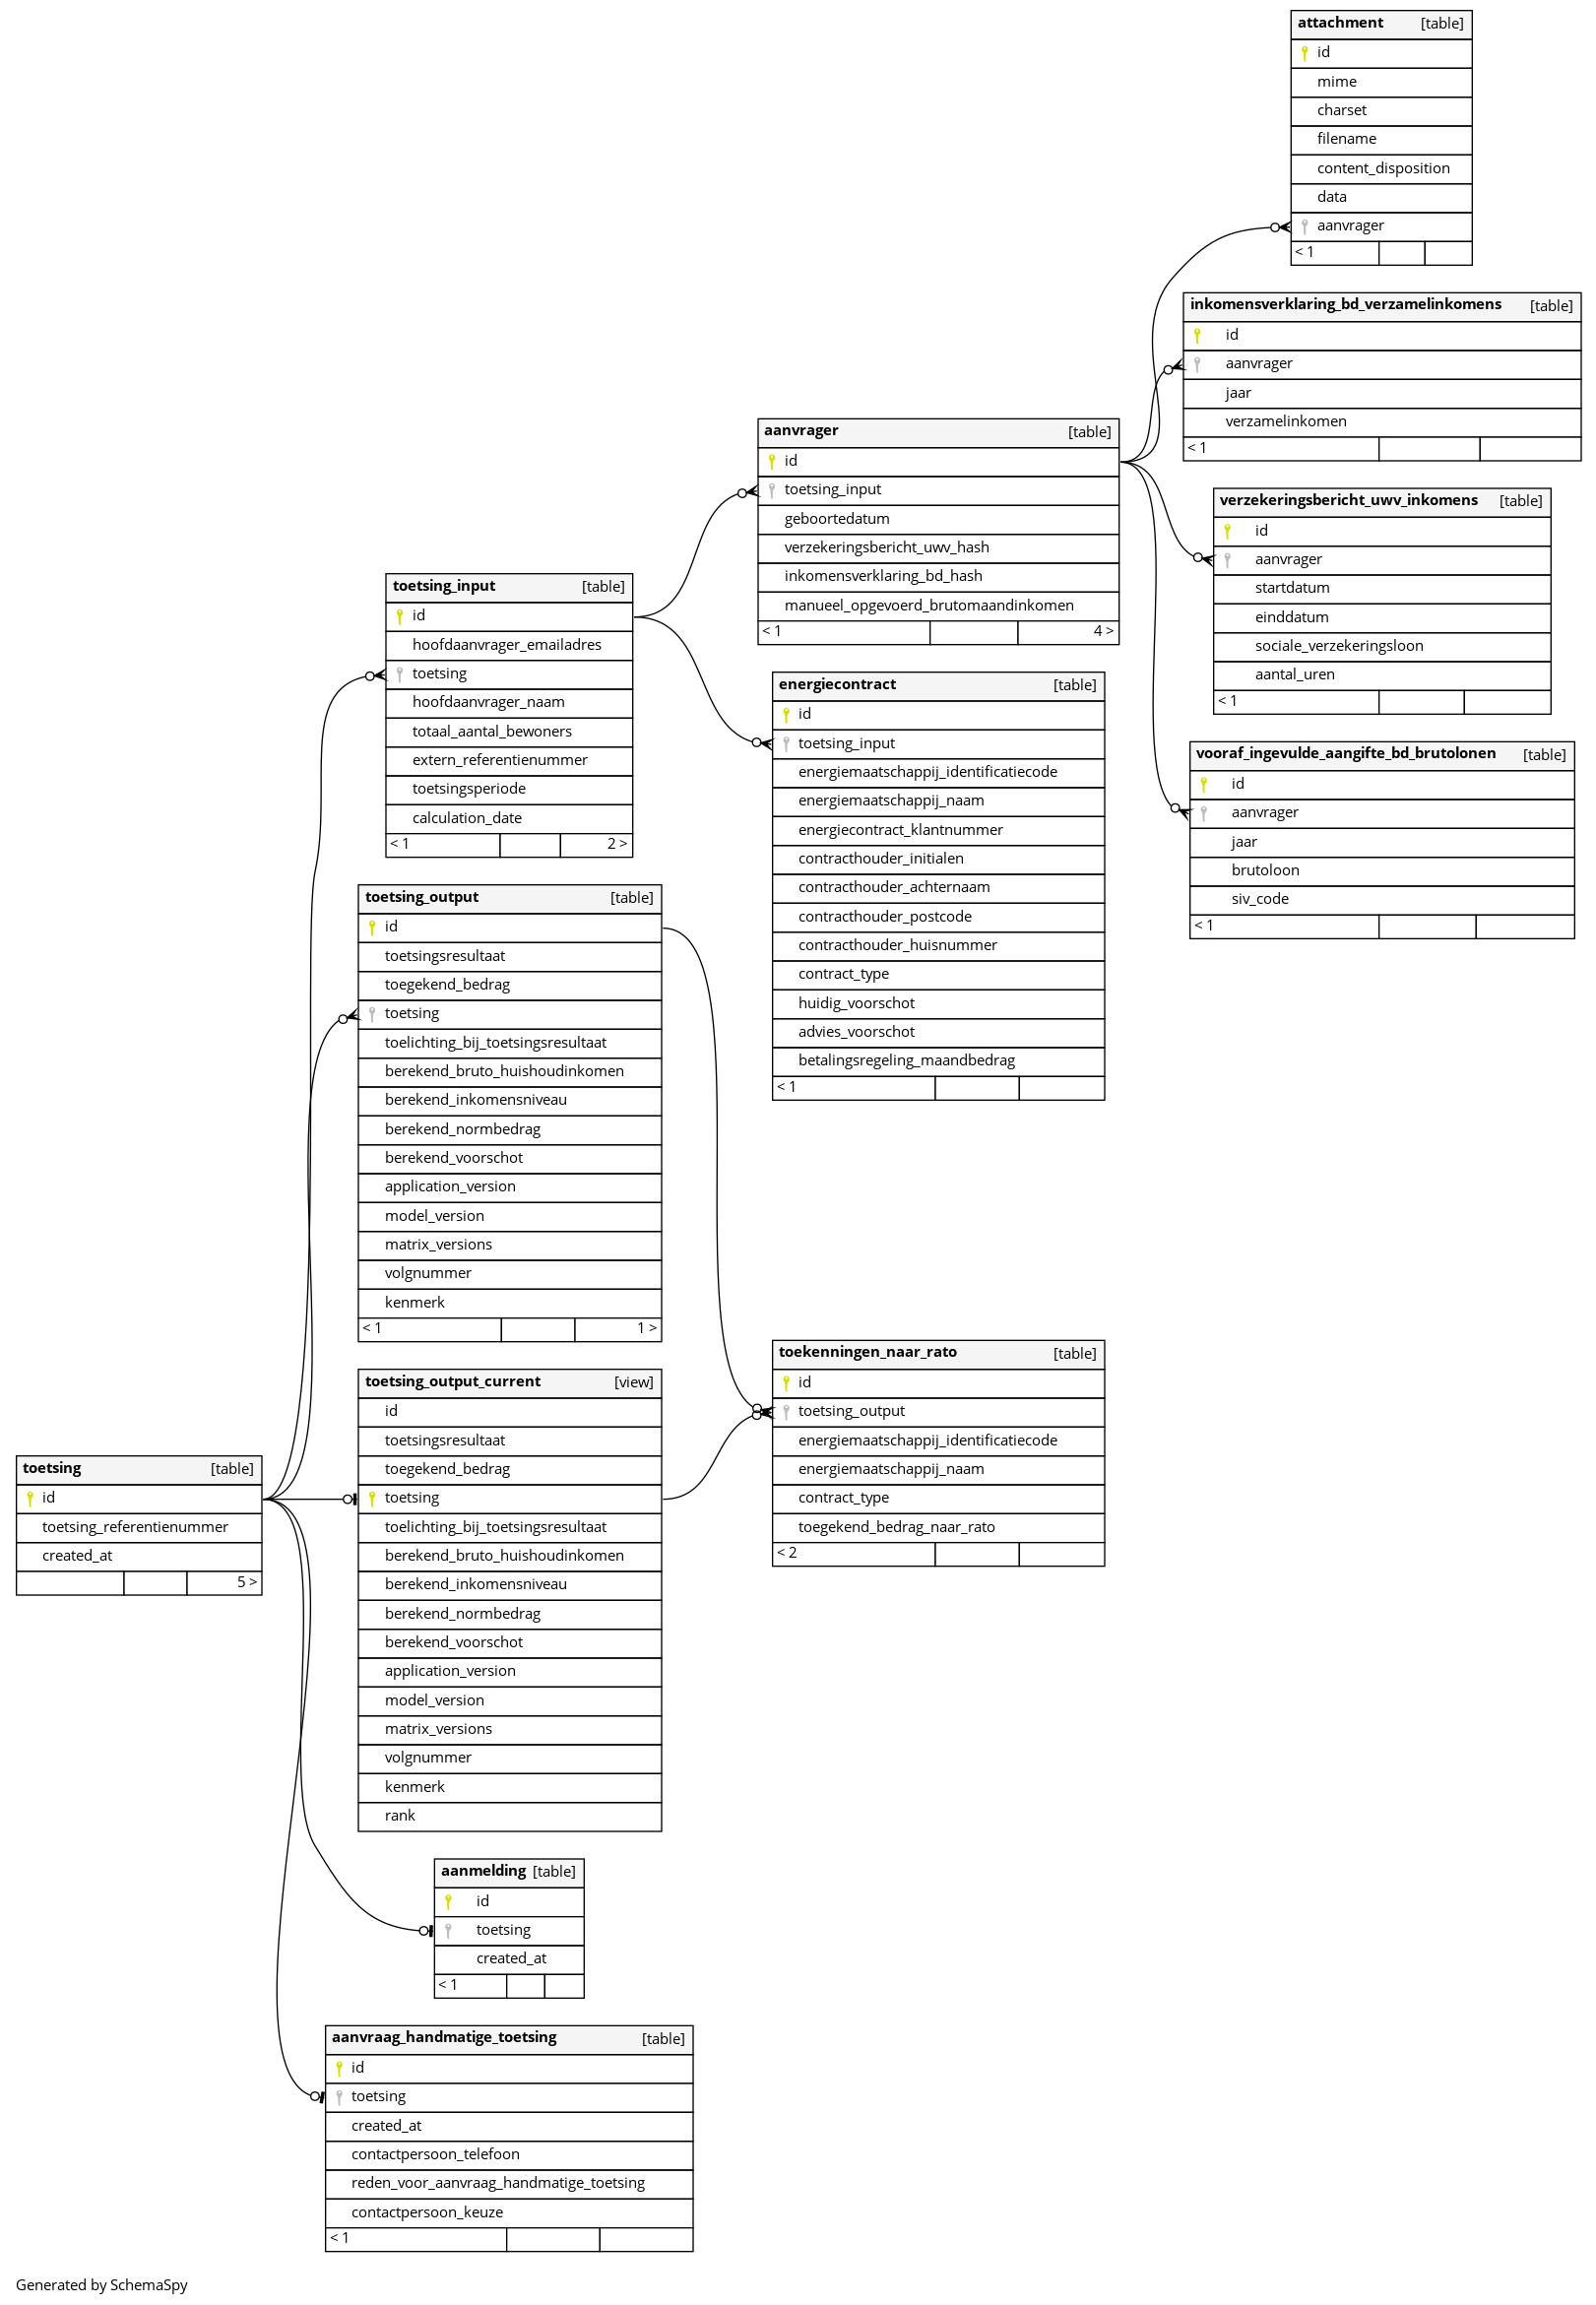 attachment [table]
id
mime
charset
filename
content_disposition
data
aanvrager
< 1
inkomensverklaring_bd_verzamelinkomens [table]
id
aanvrager
jaar
verzamelinkomen
< 1
aanvrager [table]
id
toetsing_input
geboortedatum
verzekeringsbericht_uwv_hash
inkomensverklaring_bd_hash
manueel_opgevoerd_brutomaandinkomen
< 1 4 >
verzekeringsbericht_uwv_inkomens [table]
id
aanvrager
startdatum
einddatum
sociale_verzekeringsloon
aantal_uren
< 1
toetsing_input [table]
id
hoofdaanvrager_emailadres
toetsing
hoofdaanvrager_naam
totaal_aantal_bewoners
extern_referentienummer
toetsingsperiode
calculation_date
< 1 2 >
energiecontract [table]
id
toetsing_input
energiemaatschappij_identificatiecode
energiemaatschappij_naam
energiecontract_klantnummer
contracthouder_initialen
contracthouder_achternaam
contracthouder_postcode
contracthouder_huisnummer
contract_type
huidig_voorschot
advies_voorschot
betalingsregeling_maandbedrag
< 1
vooraf_ingevulde_aangifte_bd_brutolonen [table]
id
aanvrager
jaar
brutoloon
siv_code
< 1
toetsing_output [table]
id
toetsingsresultaat
toegekend_bedrag
toetsing
toelichting_bij_toetsingsresultaat
berekend_bruto_huishoudinkomen
berekend_inkomensniveau
berekend_normbedrag
berekend_voorschot
application_version
model_version
matrix_versions
volgnummer
kenmerk
< 1 1 >
toekenningen_naar_rato [table]
id
toetsing_output
energiemaatschappij_identificatiecode
energiemaatschappij_naam
contract_type
toegekend_bedrag_naar_rato
< 2
toetsing_output_current [view]
id
toetsingsresultaat
toegekend_bedrag
toetsing
toelichting_bij_toetsingsresultaat
berekend_bruto_huishoudinkomen
berekend_inkomensniveau
berekend_normbedrag
berekend_voorschot
application_version
model_version
matrix_versions
volgnummer
kenmerk
rank
toetsing [table]
id
toetsing_referentienummer
created_at
5 >
aanmelding [table]
id
toetsing
created_at
< 1
aanvraag_handmatige_toetsing [table]
id
toetsing
created_at
contactpersoon_telefoon
reden_voor_aanvraag_handmatige_toetsing
contactpersoon_keuze
< 1
Generated by SchemaSpy